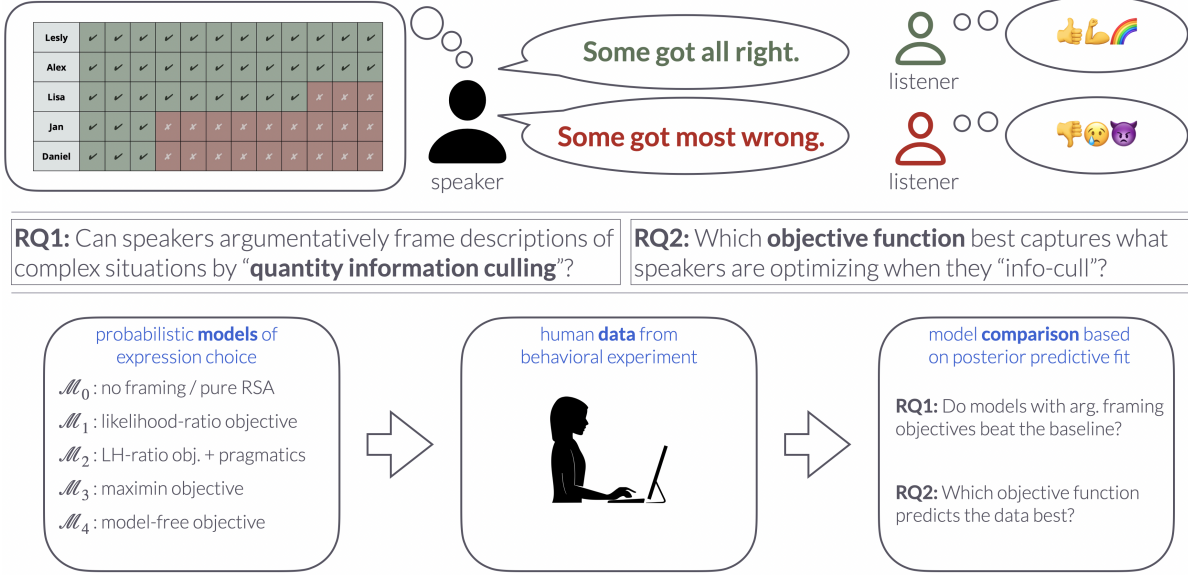 Lesly ✔ ✔ ✔ ✔ ✔ ✔ ✔ ✔ ✔ ✔ ✔ ✔
Alex ✔ ✔ ✔ ✔ ✔ ✔ ✔ ✔ ✔ ✔ ✔ ✔
Lisa ✔ ✔ ✔ ✔ ✔ ✔ ✔ ✔ ✔ ✘ ✘ ✘
Jan ✔ ✔ ✔ ✘ ✘ ✘ ✘ ✘ ✘ ✘ ✘ ✘
Daniel ✔ ✔ ✔ ✘ ✘ ✘ ✘ ✘ ✘ ✘ ✘ ✘
speaker
Some got all right.
Some got most wrong.
listener
👍💪🌈
listener
👎😢😈
RQ1: Can speakers argumentatively frame descriptions of
complex situations by “quantity information culling”?
RQ2: Which objective function best captures what
speakers are optimizing when they “info-cull”?
probabilistic models of
expression choice
ℳ₀ : no framing / pure RSA
ℳ₁ : likelihood-ratio objective
ℳ₂ : LH-ratio obj. + pragmatics
ℳ₃ : maximin objective
ℳ₄ : model-free objective
human data from
behavioral experiment
model comparison based
on posterior predictive fit
RQ1: Do models with arg. framing
objectives beat the baseline?
RQ2: Which objective function
predicts the data best?